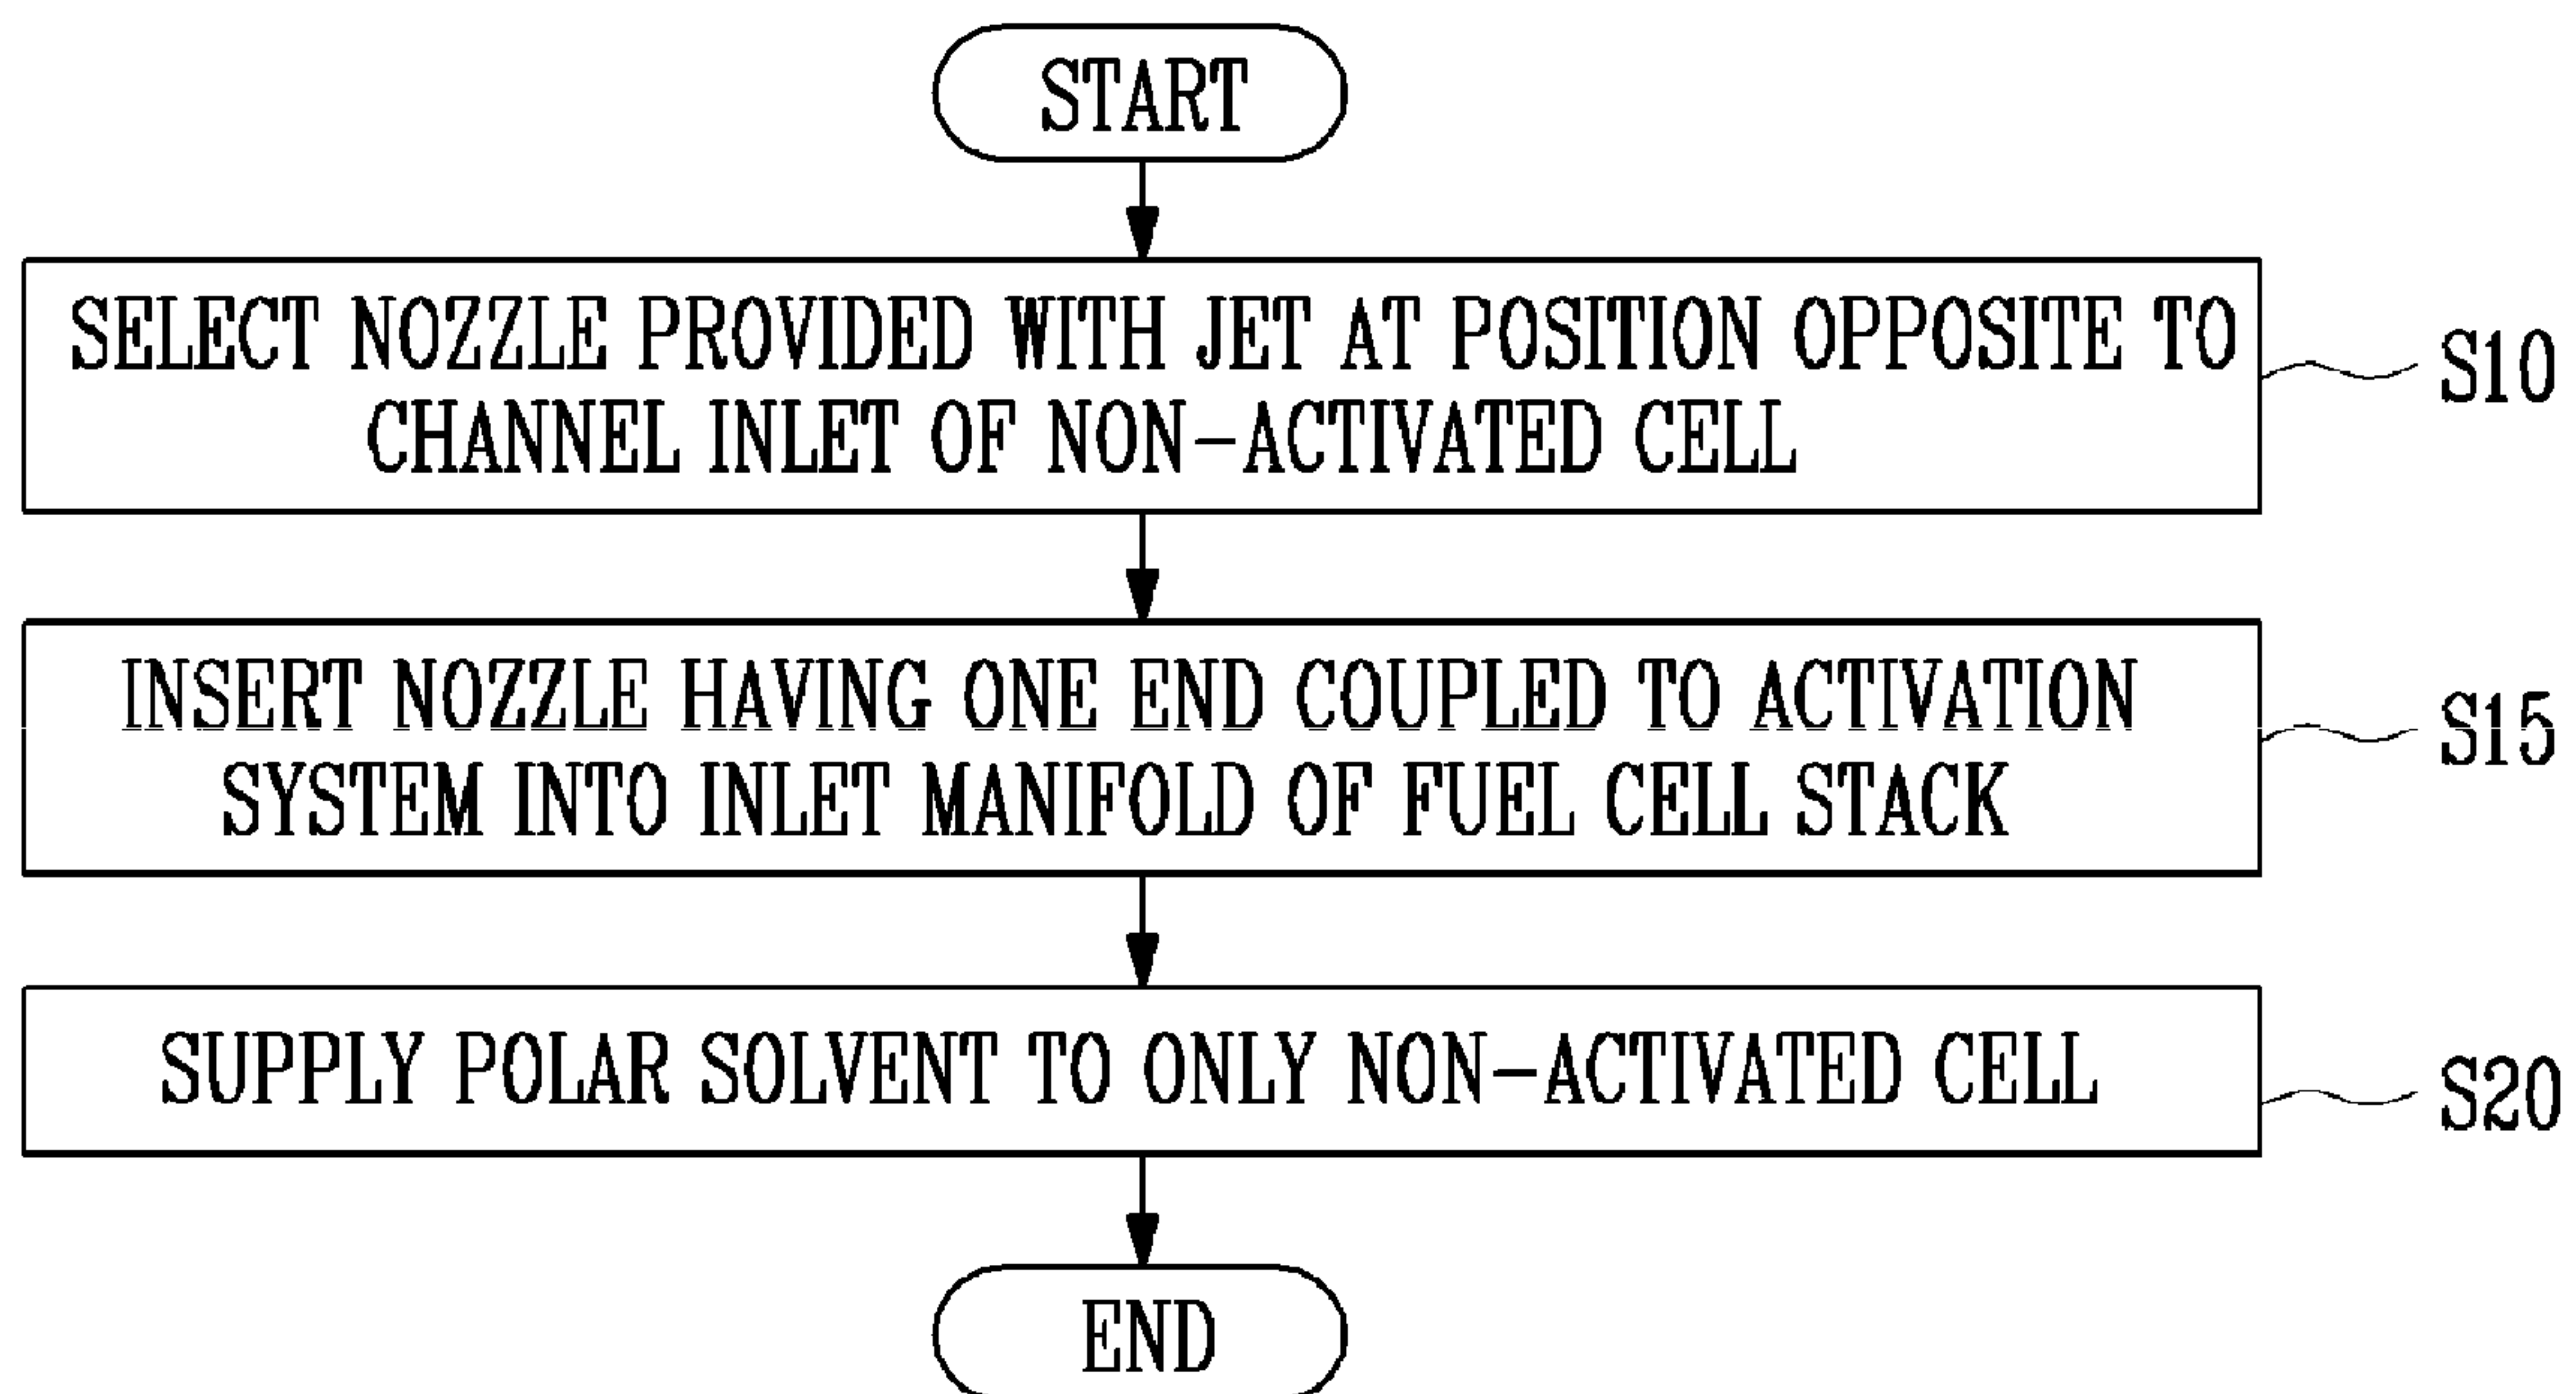 START
SELECT NOZZLE PROVIDED WITH JET AT POSITION OPPOSITE TO
CHANNEL INLET OF NON-ACTIVATED CELL
S10
INSERT NOZZLE HAVING ONE END COUPLED TO ACTIVATION
SYSTEM INTO INLET MANIFOLD OF FUEL CELL STACK
S15
SUPPLY POLAR SOLVENT TO ONLY NON-ACTIVATED CELL
S20
END